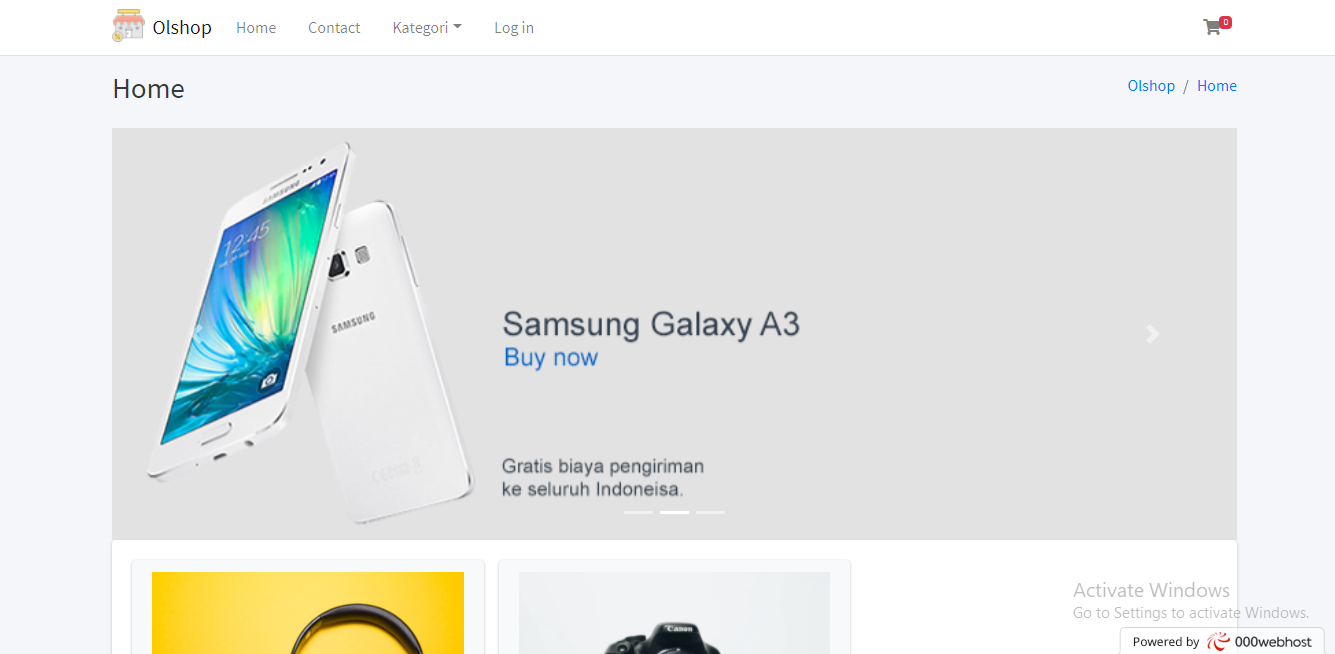 Olshop Home Contact Kategori Log in 0
Home Olshop / Home
SAMSUNG
12:45
SAMSUNG
Samsung Galaxy A3
Buy now
Gratis biaya pengiriman
ke seluruh Indoneisa.
Canon
Activate Windows
Go to Settings to activate Windows.
Powered by 000webhost